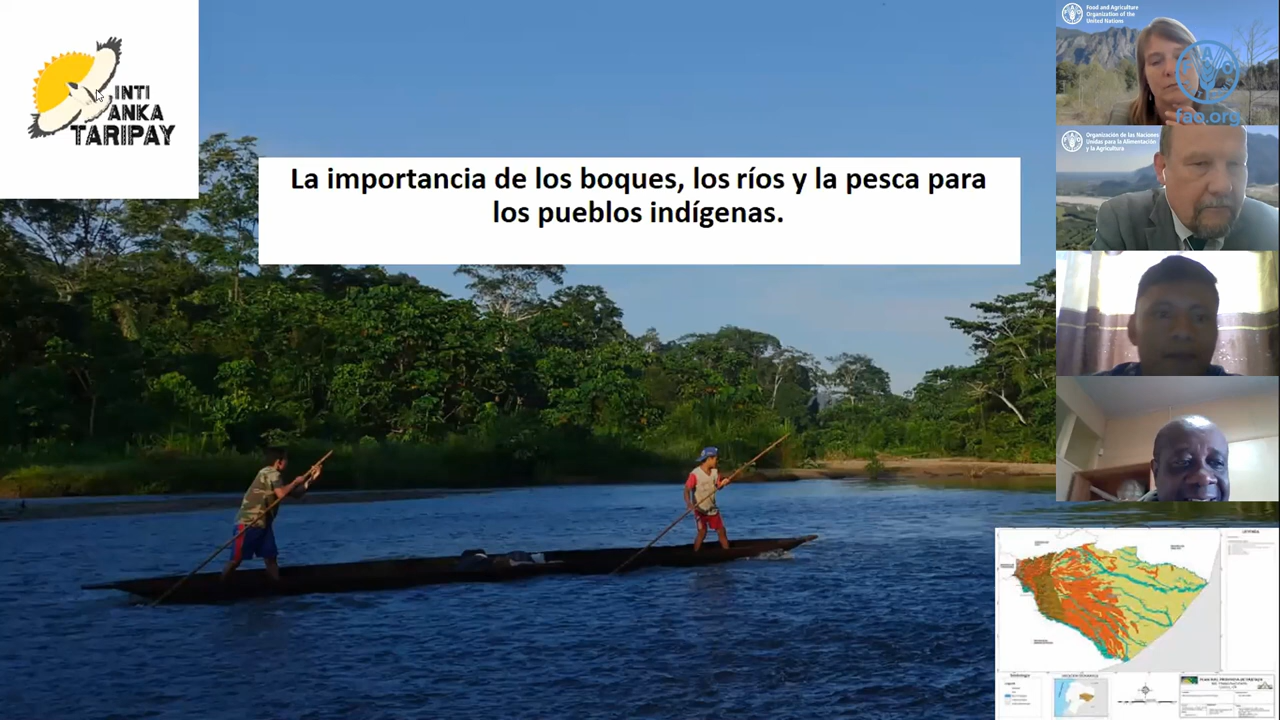 INTI
ANKA
TARIPAY
La importancia de los boques, los ríos y la pesca para
los pueblos indígenas.
Food and Agriculture
Organization of the
United Nations
fao.org
Organización de las Naciones
Unidas para la Alimentación
y la Agricultura